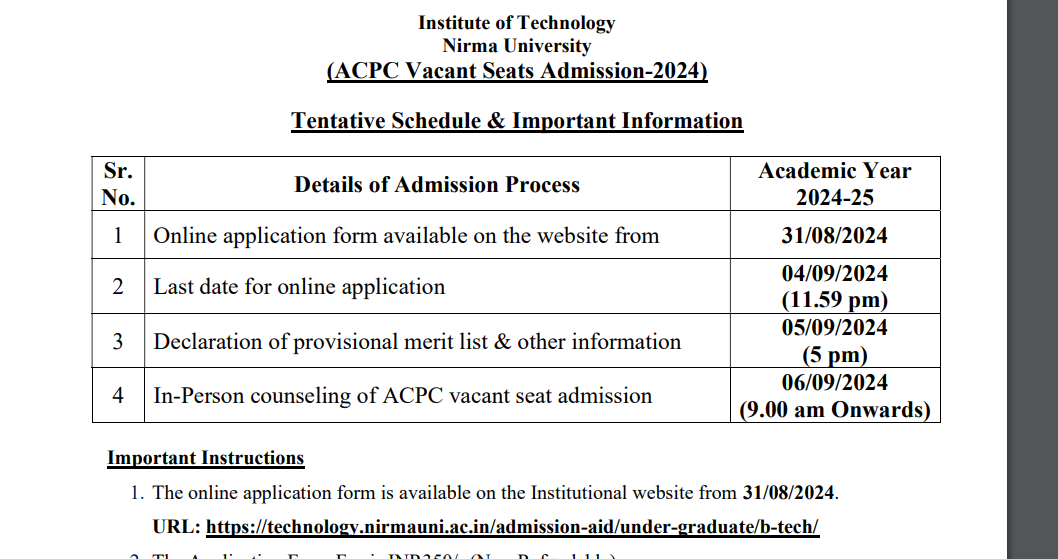 Institute of Technology
Nirma University
(ACPC Vacant Seats Admission-2024)
Tentative Schedule & Important Information
Sr. No. Details of Admission Process Academic Year 2024-25
1 Online application form available on the website from 31/08/2024
2 Last date for online application 04/09/2024 (11.59 pm)
3 Declaration of provisional merit list & other information 05/09/2024 (5 pm)
4 In-Person counseling of ACPC vacant seat admission 06/09/2024 (9.00 am Onwards)
Important Instructions
1. The online application form is available on the Institutional website from 31/08/2024.
URL: https://technology.nirmauni.ac.in/admission-aid/under-graduate/b-tech/